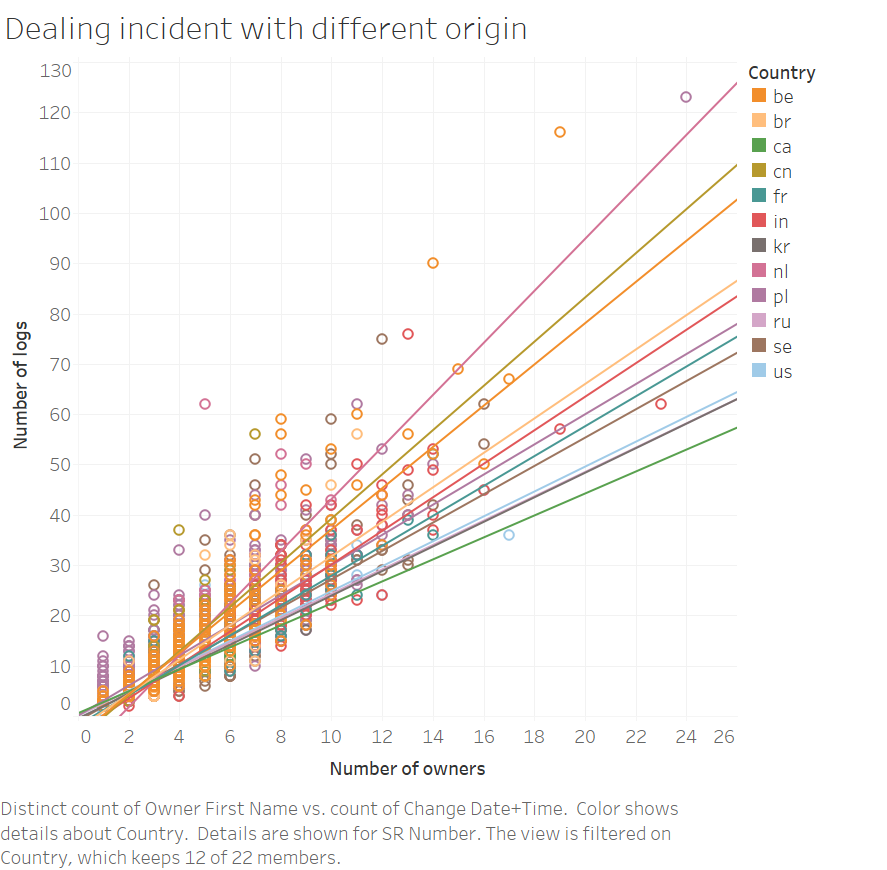 Dealing incident with different origin
130
120
110
100
90
80
70
60
50
40
30
20
10
0
Number of logs
0 2 4 6 8 10 12 14 16 18 20 22 24 26
Number of owners
Country
be
br
ca
cn
fr
in
kr
nl
pl
ru
se
us
Distinct count of Owner First Name vs. count of Change Date+Time. Color shows
details about Country. Details are shown for SR Number. The view is filtered on
Country, which keeps 12 of 22 members.